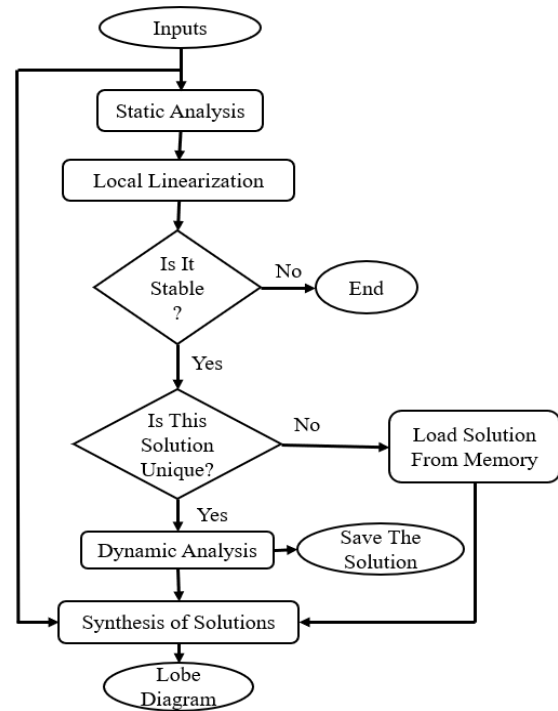 Inputs
Static Analysis
Local Linearization
Is It
Stable
?
No
End
Yes
Is This
Solution
Unique?
No
Load Solution
From Memory
Yes
Dynamic Analysis
Save The
Solution
Synthesis of Solutions
Lobe
Diagram